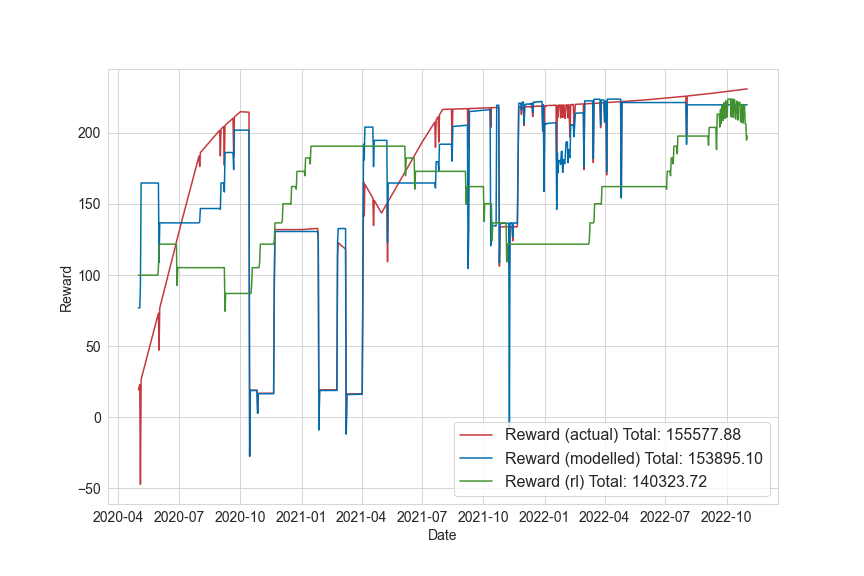 200
150
100
50
0
−50
Reward
2020-04 2020-07 2020-10 2021-01 2021-04 2021-07 2021-10 2022-01 2022-04 2022-07 2022-10
Date
Reward (actual) Total: 155577.88
Reward (modelled) Total: 153895.10
Reward (rl) Total: 140323.72